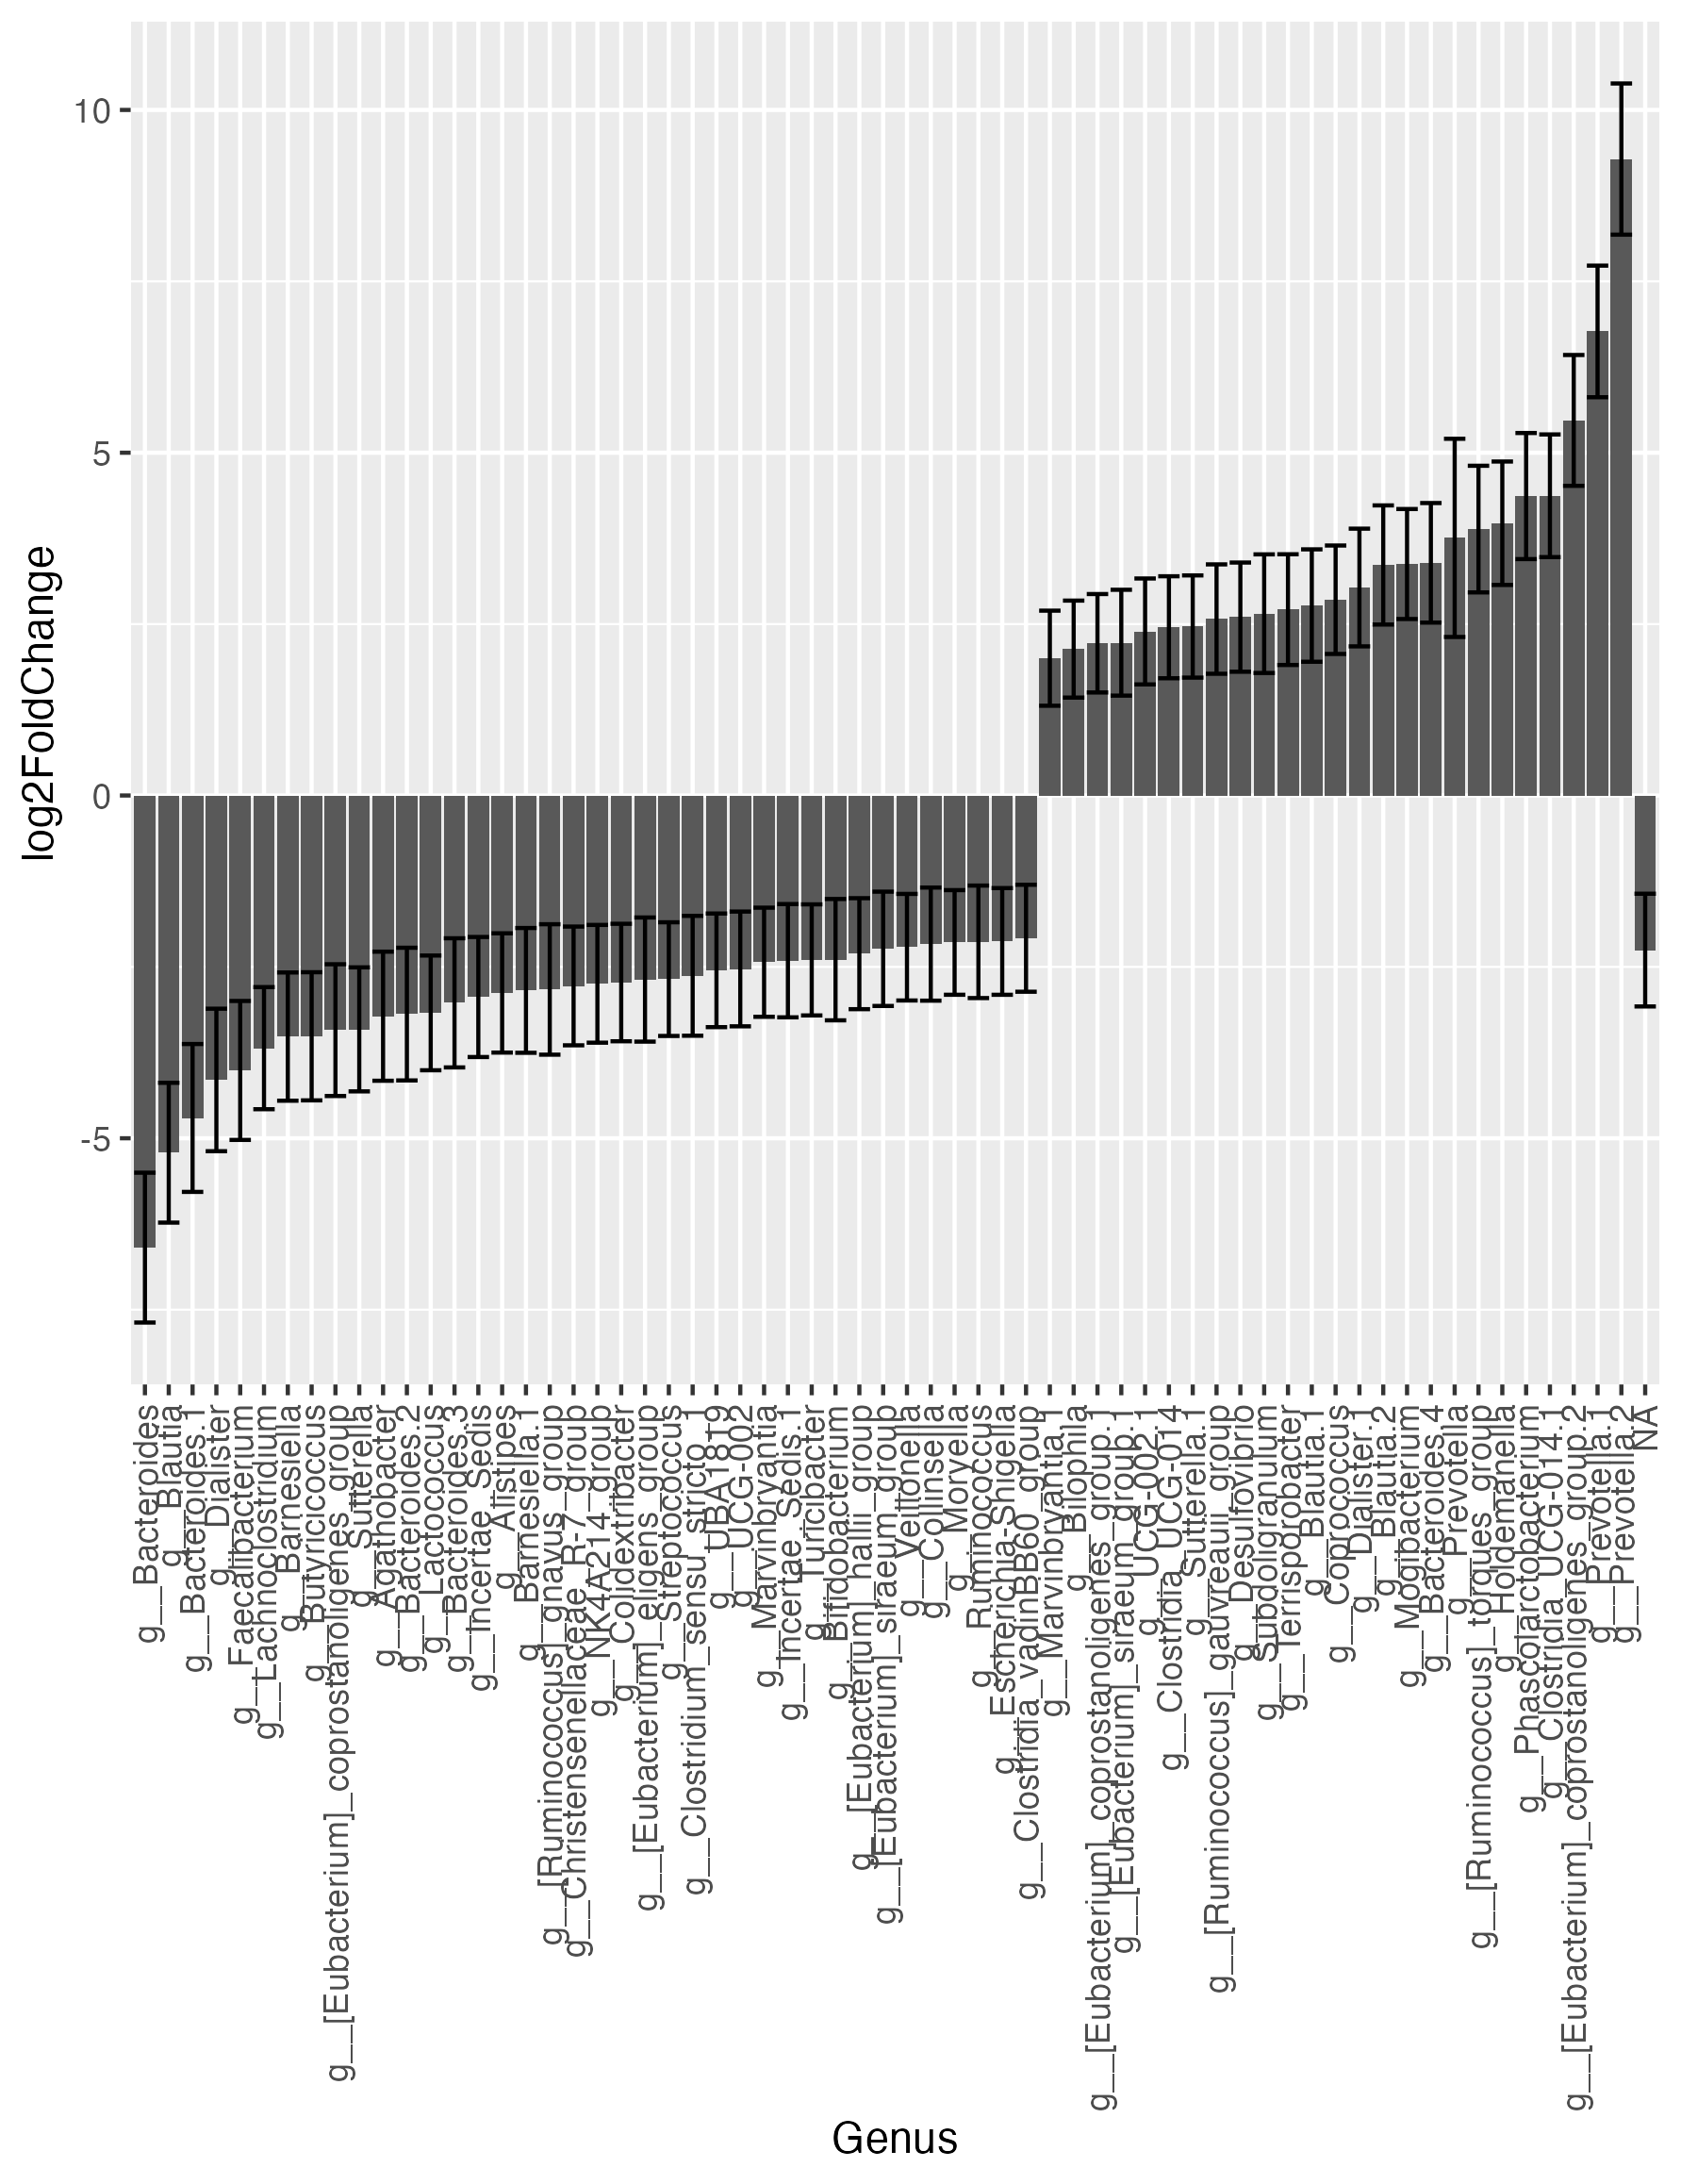 log2FoldChange
10
5
0
-5
g__Bacteroides
g__Blautia
g__Bacteroides.1
g__Dialister
g__Faecalibacterium
g__Lachnoclostridium
g__Barnesiella
g__Butyricicoccus
g__[Eubacterium]_coprostanoligenes_group
g__Sutterella
g__Agathobacter
g__Bacteroides.2
g__Lactococcus
g__Bacteroides.3
g__Incertae_Sedis
g__Alistipes
g__Barnesiella.1
g__[Ruminococcus]_gnavus_group
g__Christensenellaceae_R-7_group
g__NK4A214_group
g__Colidextribacter
g__[Eubacterium]_eligens_group
g__Streptococcus
g__Clostridium_sensu_stricto_1
g__UBA1819
g__UCG-002
g__Marvinbryantia
g__Incertae_Sedis.1
g__Turicibacter
g__Bifidobacterium
g__[Eubacterium]_hallii_group
g__[Eubacterium]_siraeum_group
g__Veillonella
g__Collinsella
g__Moryella
g__Ruminococcus
g__Escherichia-Shigella
g__Clostridia_vadinBB60_group
g__Marvinbryantia.1
g__Bilophila
g__[Eubacterium]_coprostanoligenes_group.1
g__[Eubacterium]_siraeum_group.1
g__UCG-002.1
g__Clostridia_UCG-014
g__Sutterella.1
g__[Ruminococcus]_gauvreauii_group
g__Desulfovibrio
g__Subdoligranulum
g__Terrisporobacter
g__Blautia.1
g__Coprococcus
g__Dialister.1
g__Blautia.2
g__Mogibacterium
g__Bacteroides.4
g__Prevotella
g__[Ruminococcus]_torques_group
g__Holdemanella
g__Phascolarctobacterium
g__Clostridia_UCG-014.1
g__[Eubacterium]_coprostanoligenes_group.2
g__Prevotella.1
g__Prevotella.2
NA
Genus